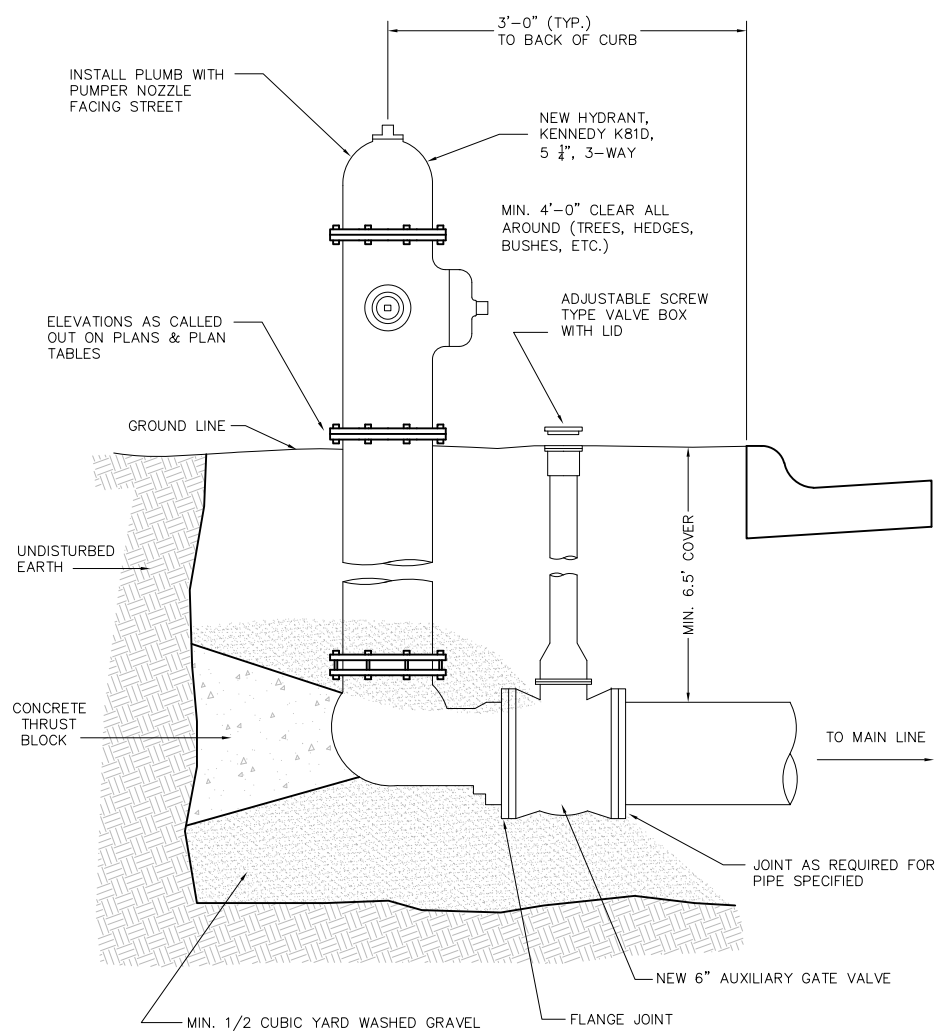 3'-0" (TYP.)
TO BACK OF CURB
INSTALL PLUMB WITH
PUMPER NOZZLE
FACING STREET
NEW HYDRANT,
KENNEDY K81D,
5 1/4", 3-WAY
MIN. 4'-0" CLEAR ALL
AROUND (TREES, HEDGES,
BUSHES, ETC.)
ADJUSTABLE SCREW
TYPE VALVE BOX
WITH LID
ELEVATIONS AS CALLED
OUT ON PLANS & PLAN
TABLES
GROUND LINE
UNDISTURBED
EARTH
MIN. 6.5' COVER
CONCRETE
THRUST
BLOCK
TO MAIN LINE
JOINT AS REQUIRED FOR
PIPE SPECIFIED
NEW 6" AUXILIARY GATE VALVE
FLANGE JOINT
MIN. 1/2 CUBIC YARD WASHED GRAVEL